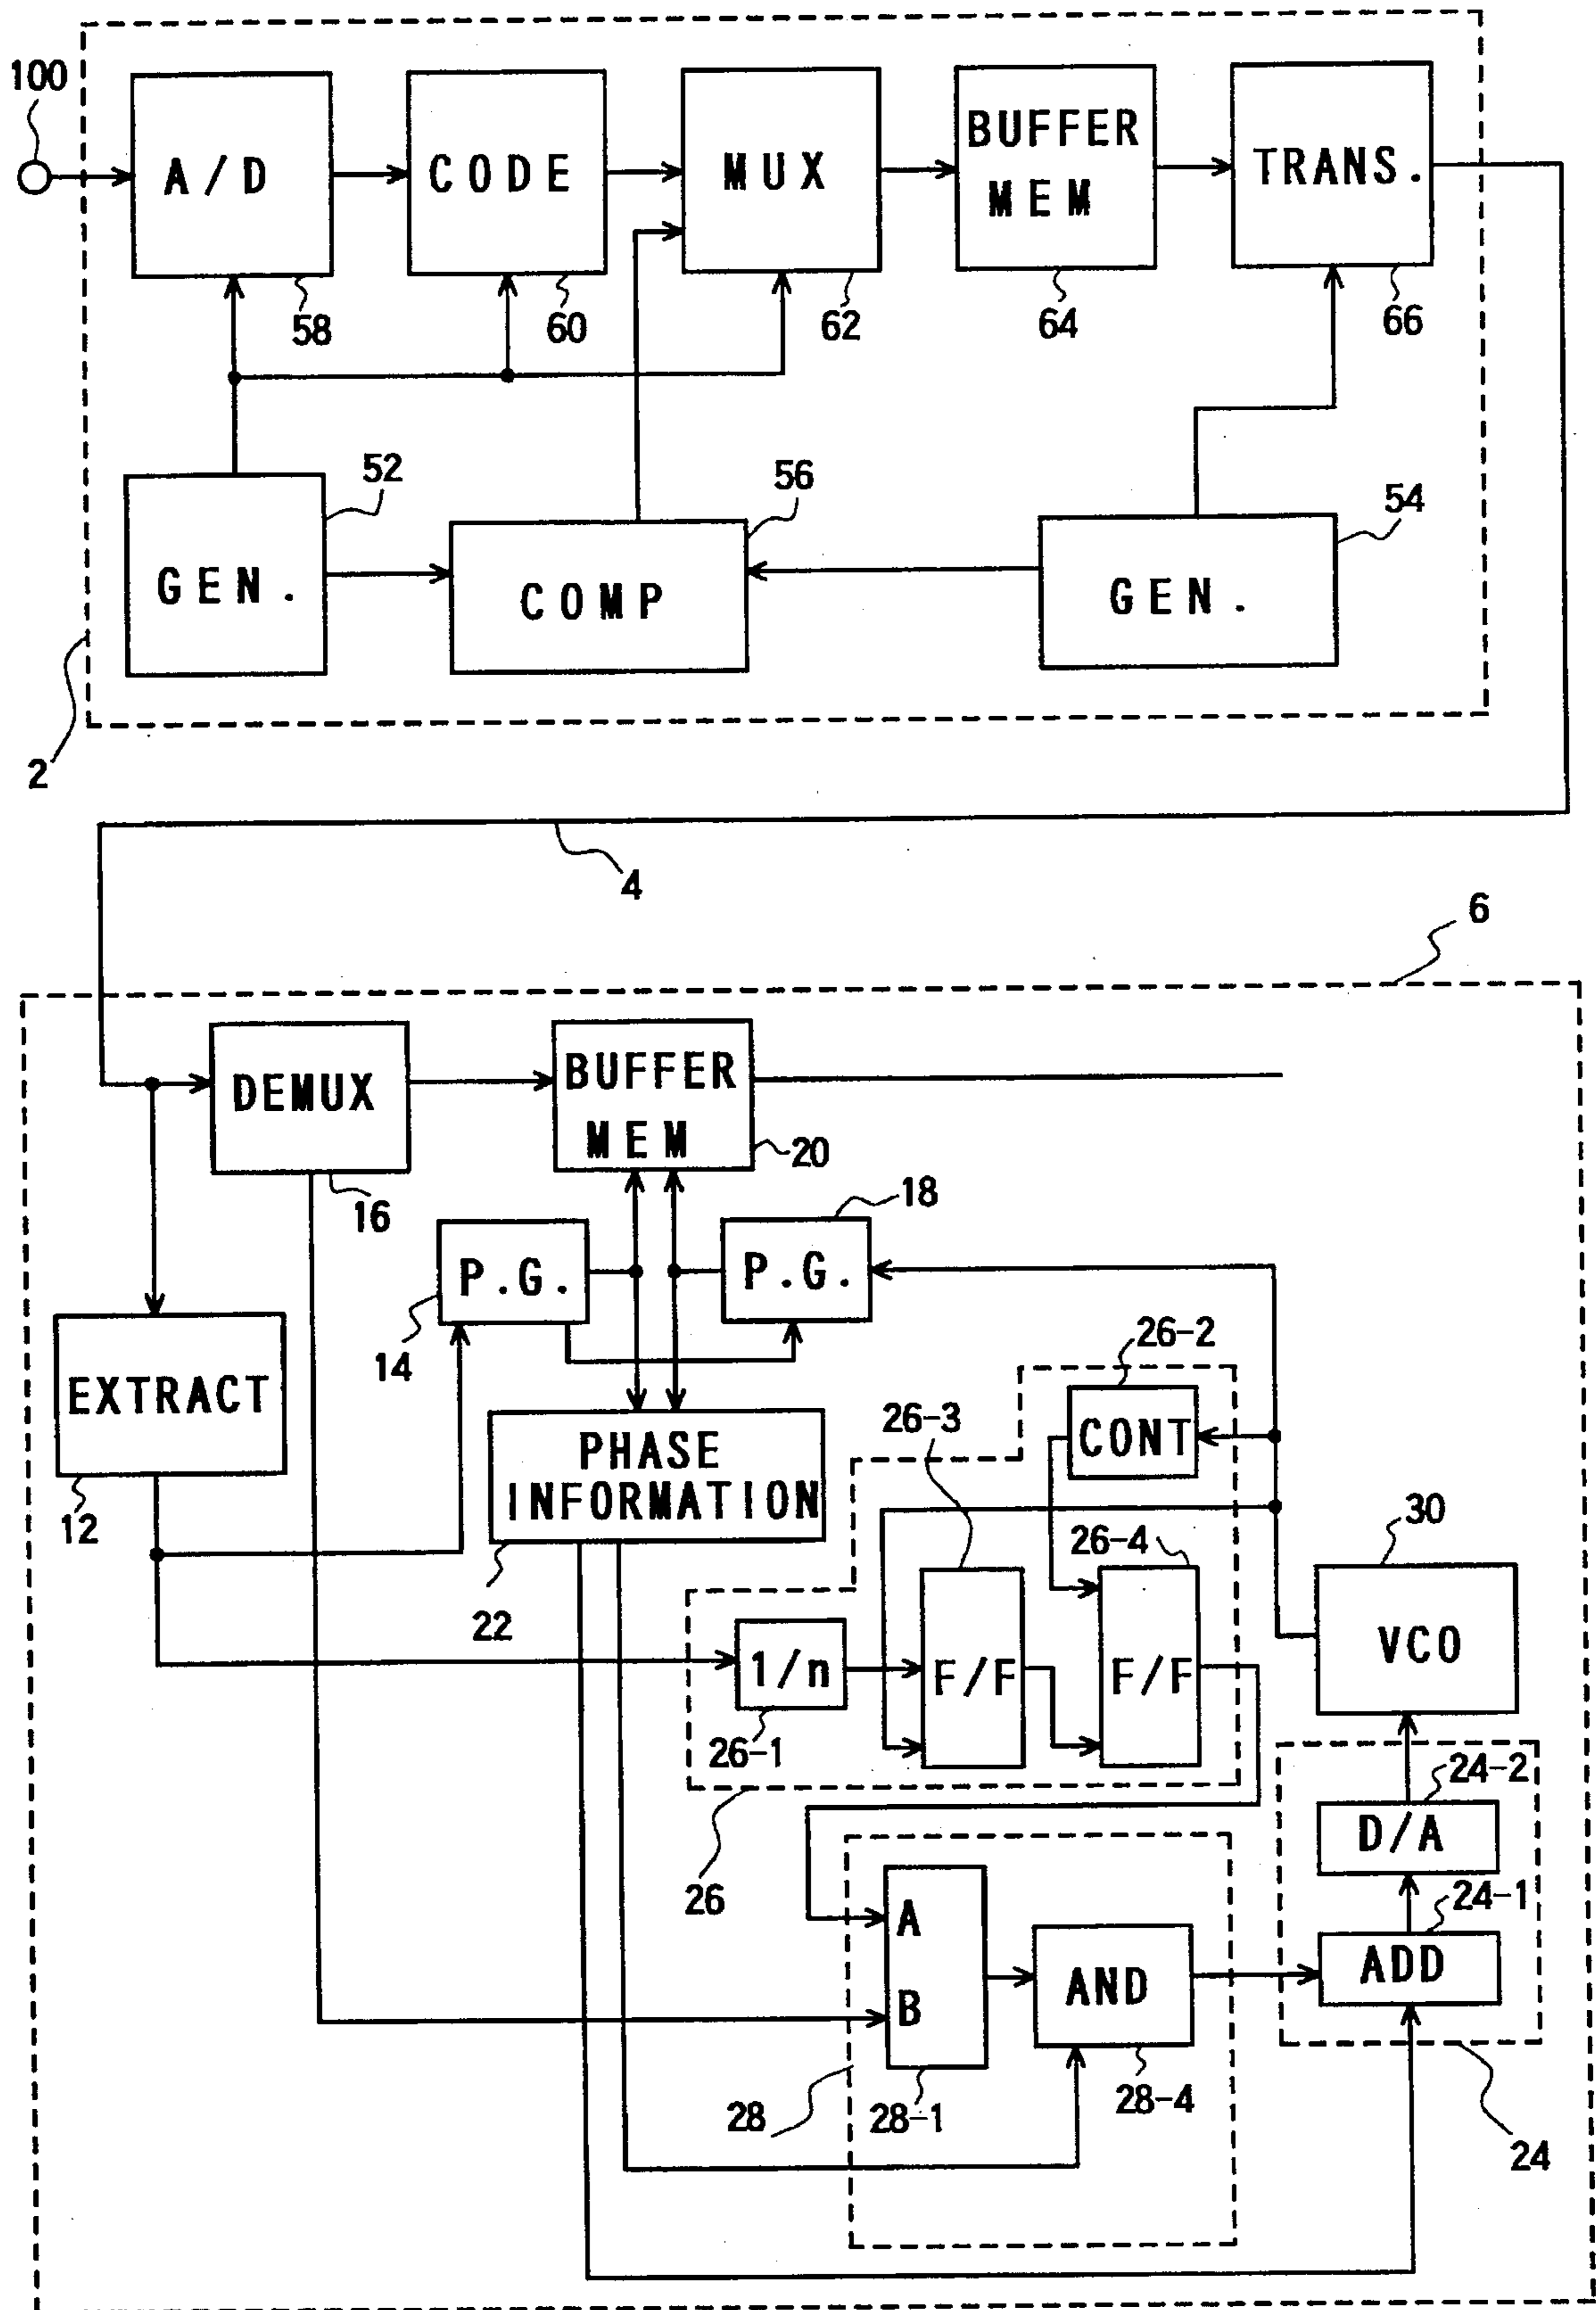 100
A/D
CODE
MUX
BUFFER
MEM
TRANS.
58
60
62
64
66
52
56
54
GEN.
COMP
GEN.
2
4
6
DEMUX
BUFFER
MEM
16
20
18
P.G.
P.G.
14
EXTRACT
12
26-2
CONT
26-3
PHASE
INFORMATION
22
26-4
30
1/n
F/F
F/F
VCO
26-1
24-2
D/A
26
24-1
A
ADD
AND
B
28
28-1
28-4
24